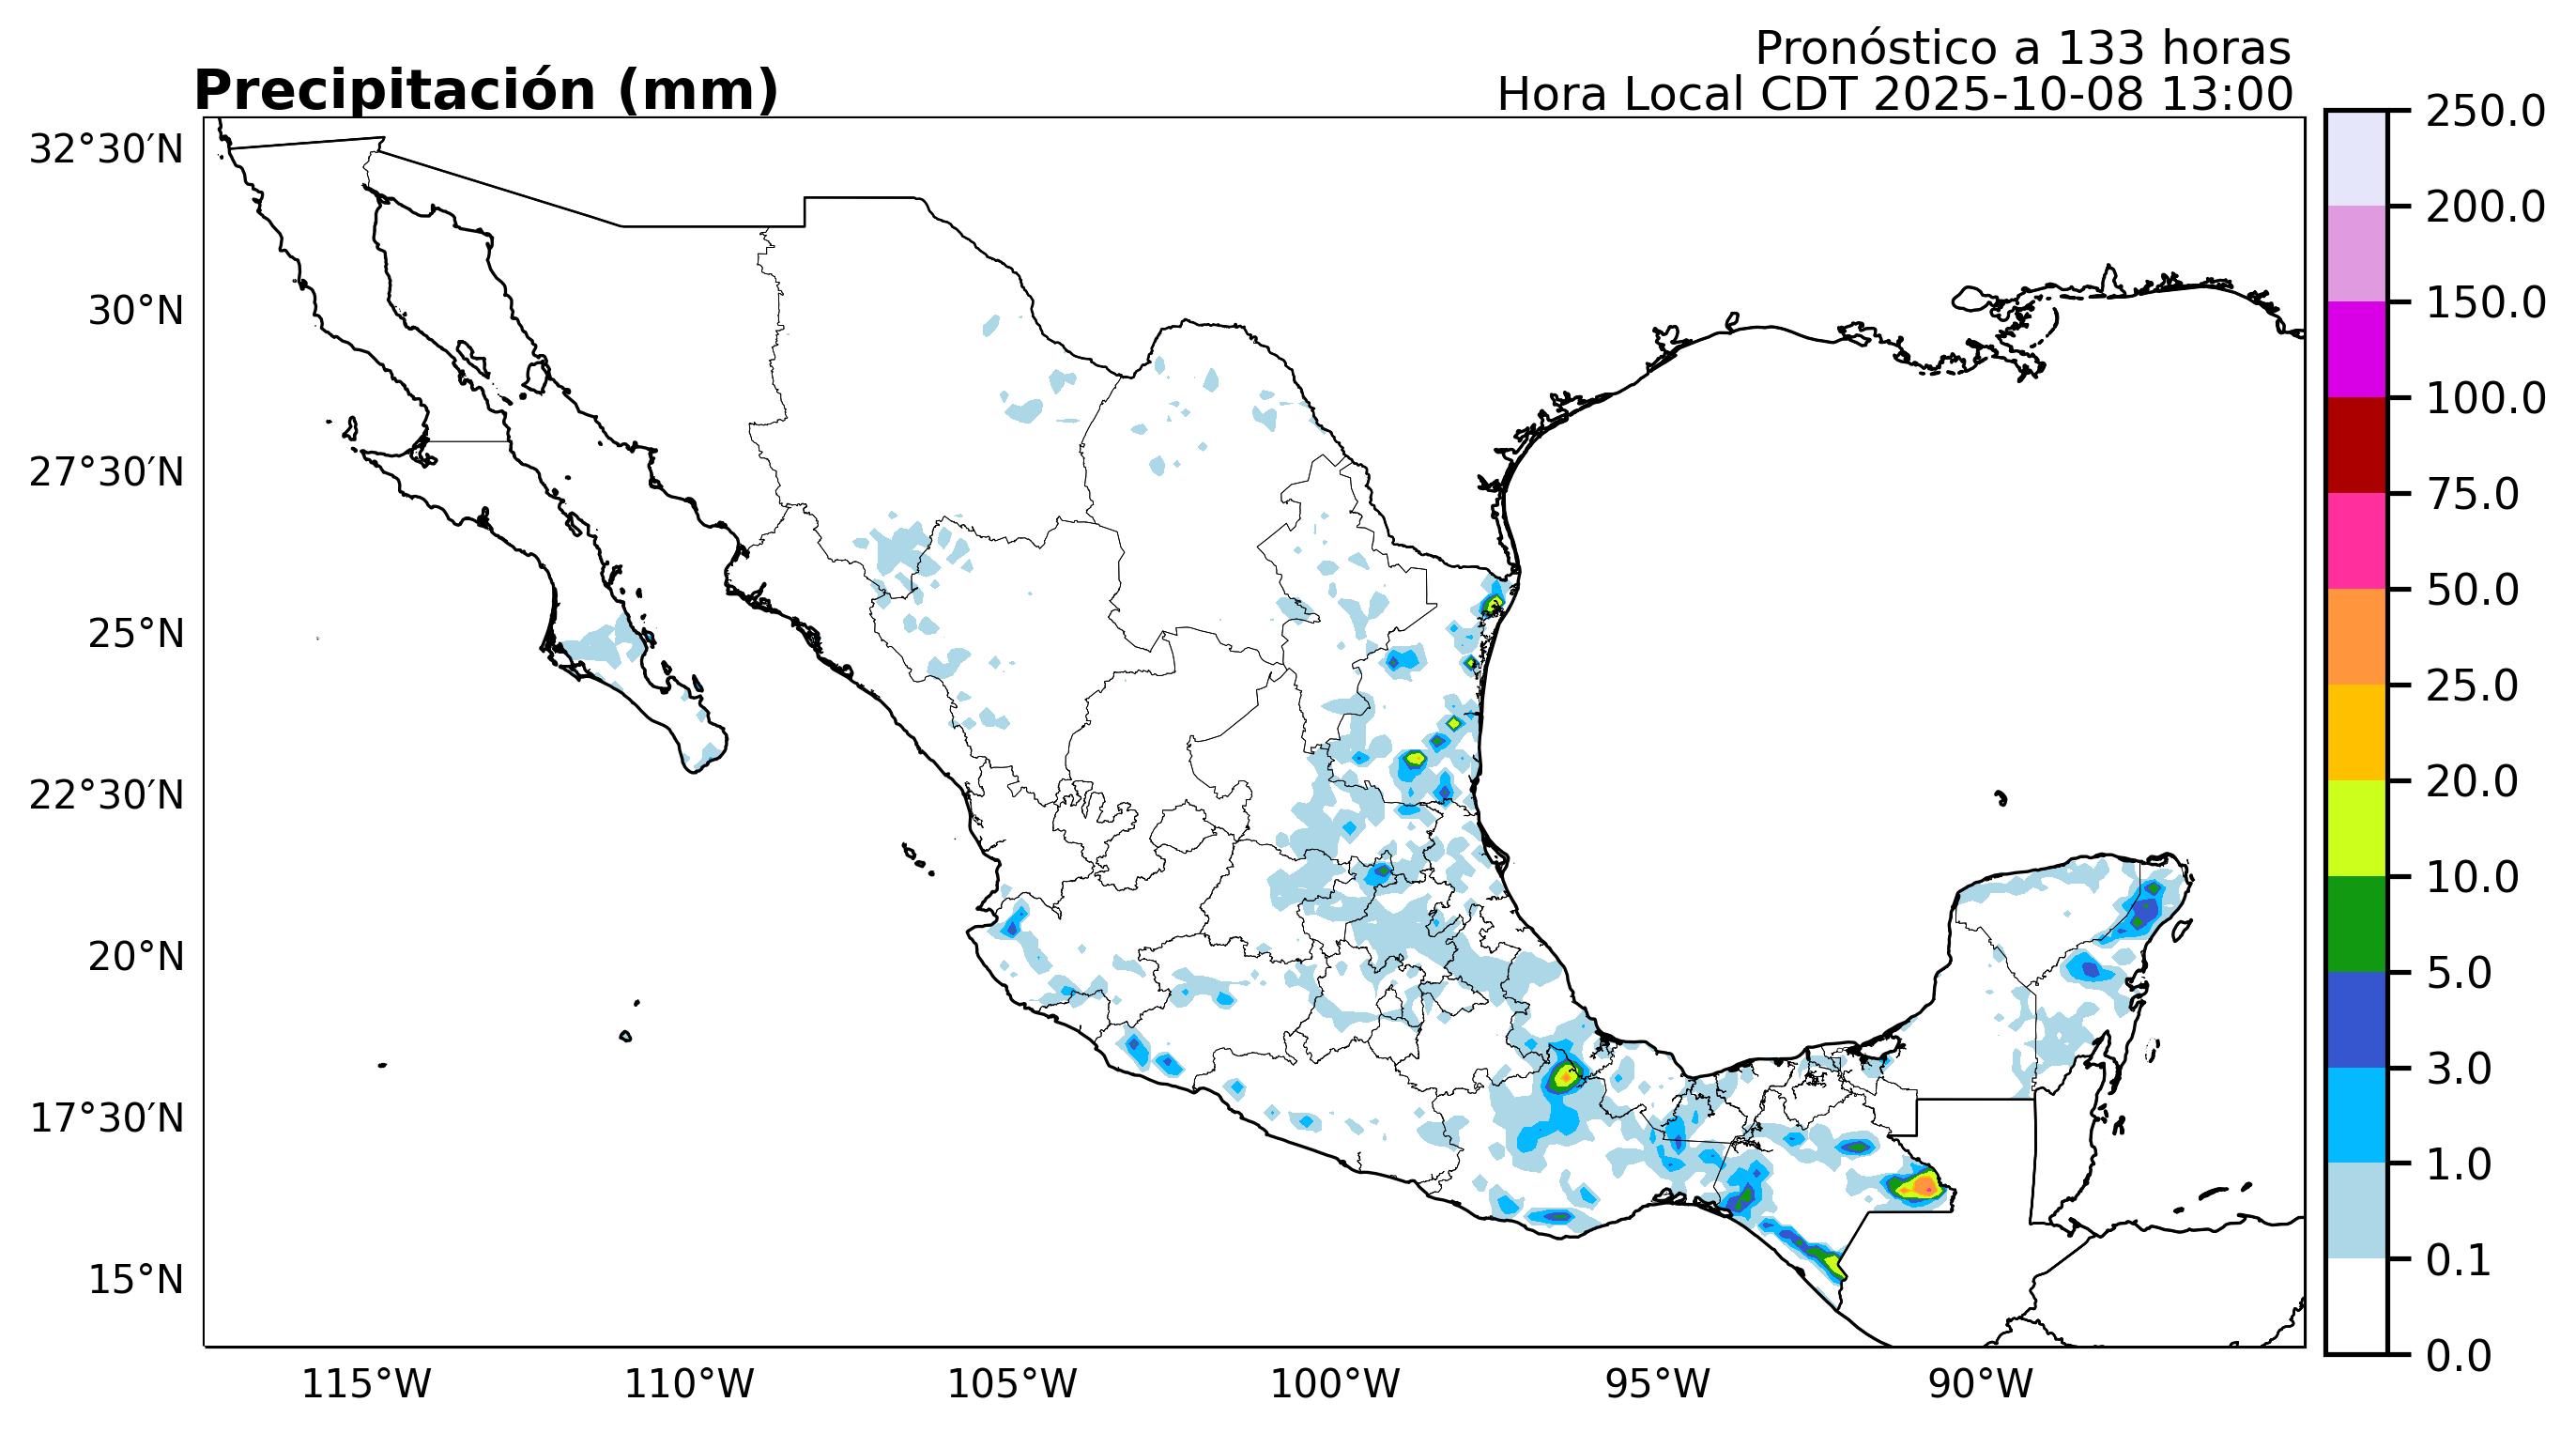 Pronóstico a 133 horas
Precipitación (mm)
Hora Local CDT 2025-10-08 13:00
32°30′N
30°N
27°30′N
25°N
22°30′N
20°N
17°30′N
15°N
115°W
110°W
105°W
100°W
95°W
90°W
250.0
200.0
150.0
100.0
75.0
50.0
25.0
20.0
10.0
5.0
3.0
1.0
0.1
0.0